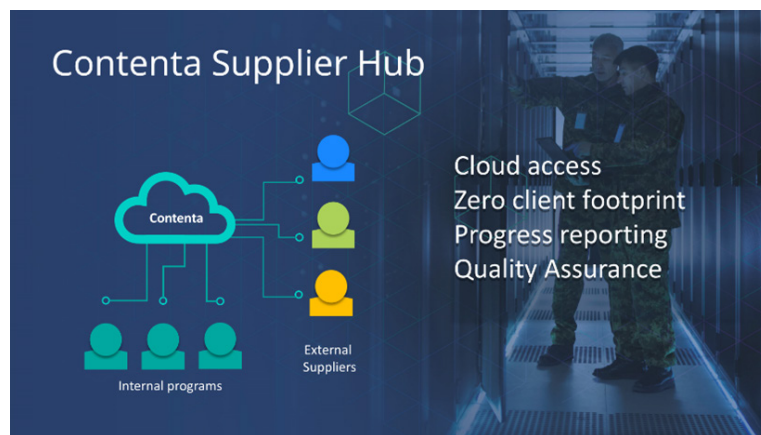 Contenta Supplier Hub
Contenta
Cloud access
Zero client footprint
Progress reporting
Quality Assurance
External
Suppliers
Internal programs